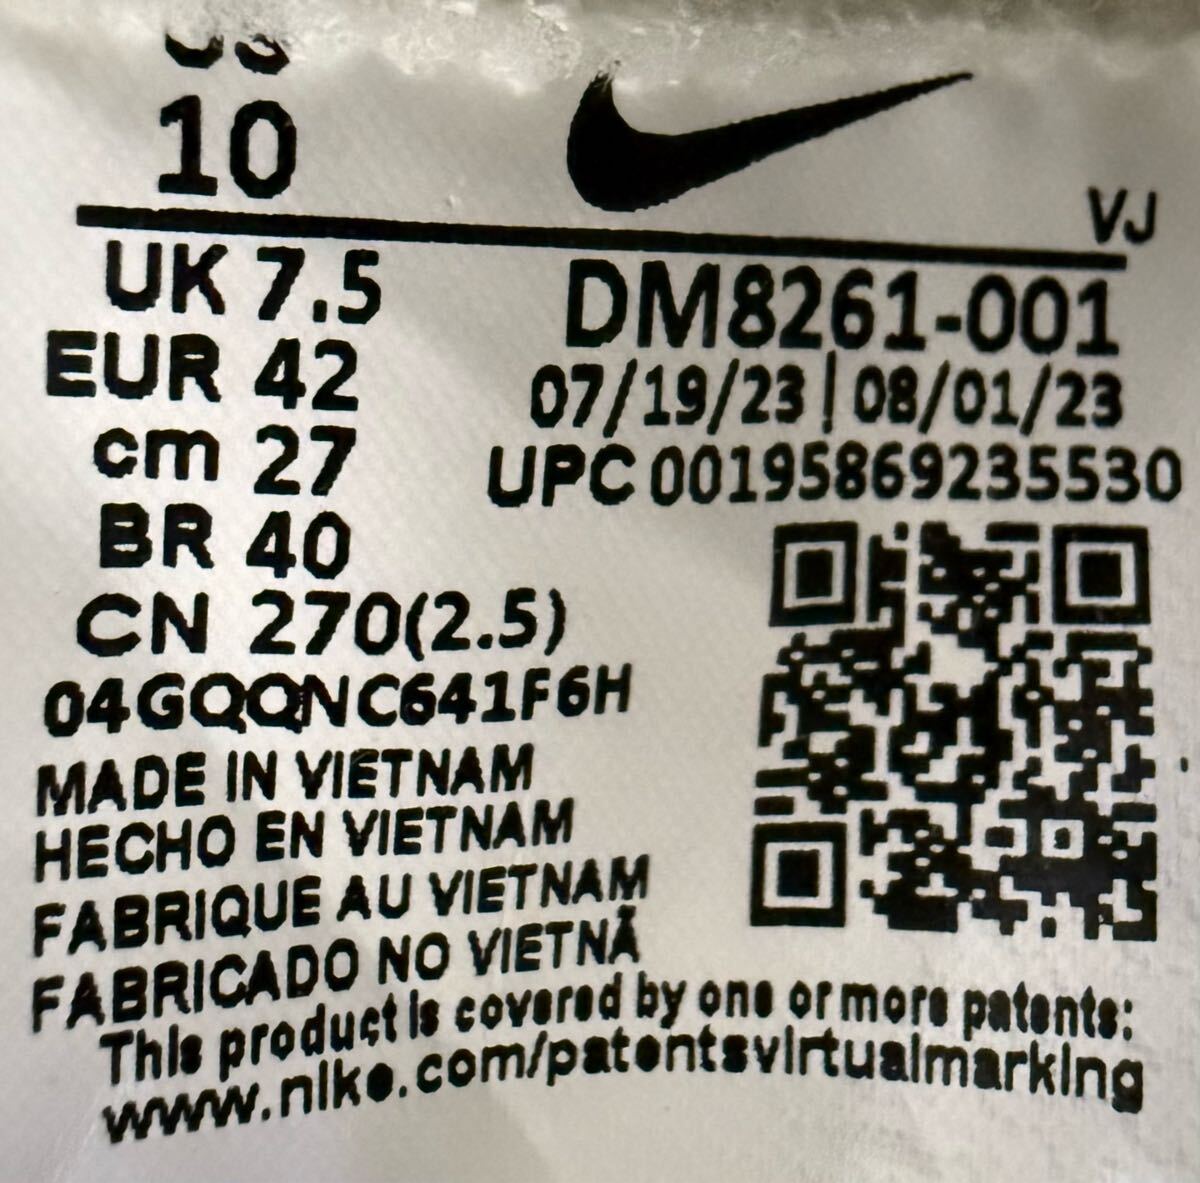 US
10
VJ
UK 7.5
EUR 42
cm 27
BR 40
CN 270(2.5)
DM8261-001
07/19/23|08/01/23
UPC 00195869235530
04GQQNC641F6H
MADE IN VIETNAM
HECHO EN VIETNAM
FABRIQUE AU VIETNAM
FABRICADO NO VIETNÃ
This product is covered by one or more patents:
www.nike.com/patentsvirtualmarking